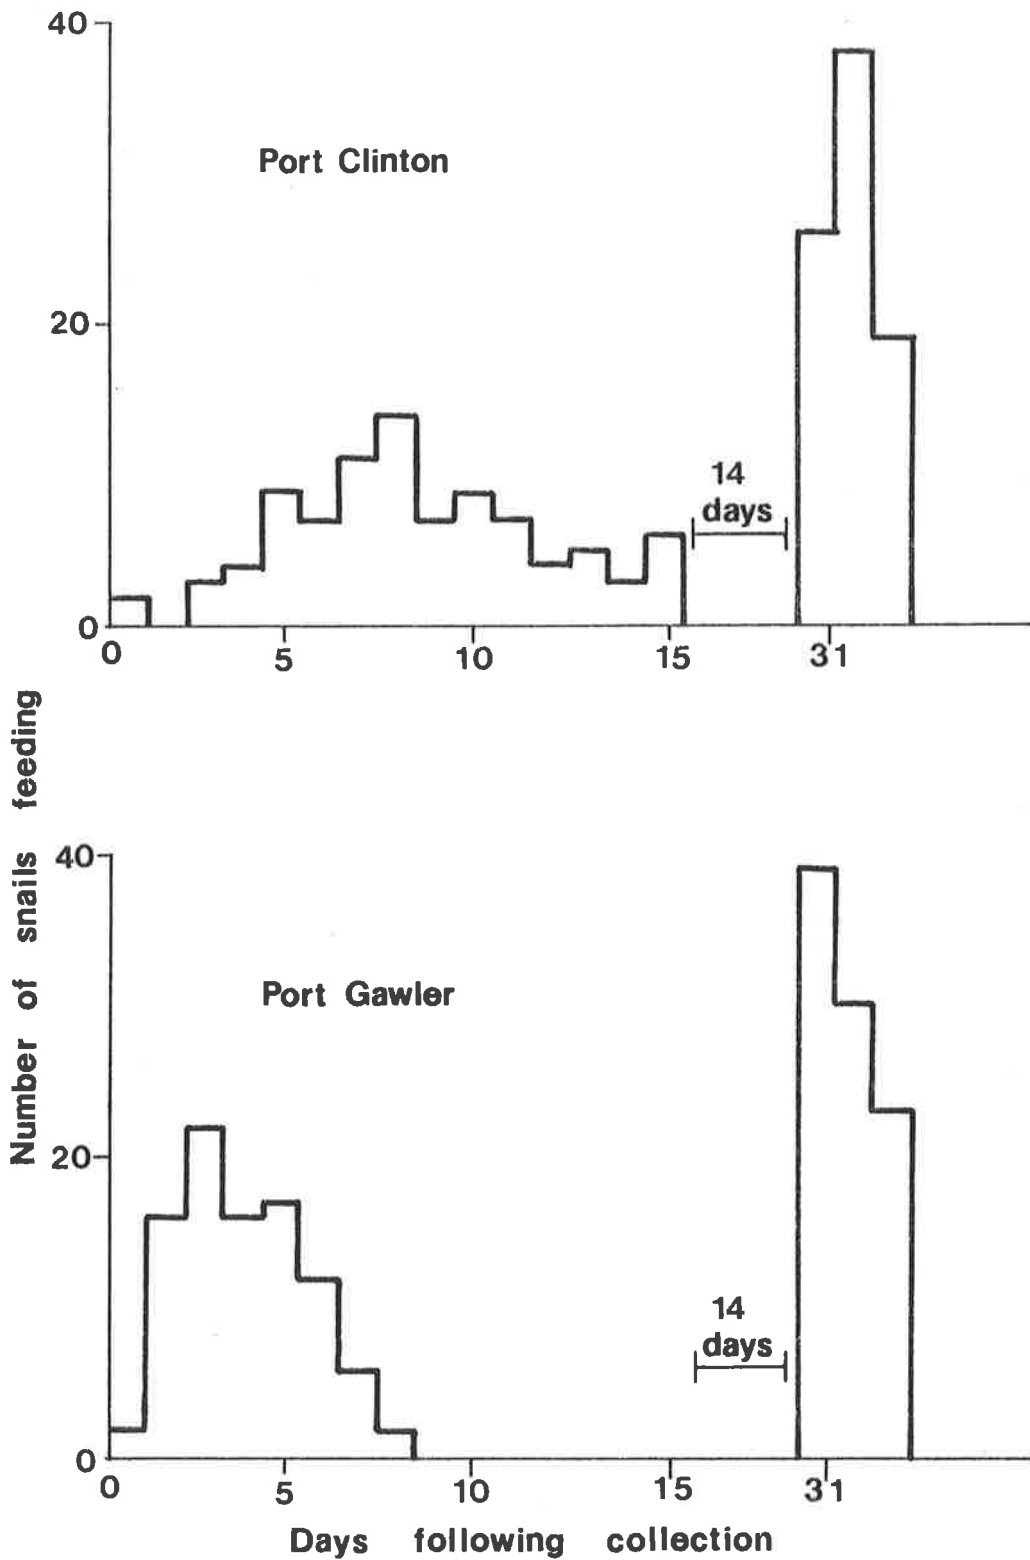 40
Port Clinton
20
14
days
0
0 5 10 15 31
Number of snails feeding
40
Port Gawler
20
14
days
0
0 5 10 15 31
Days following collection